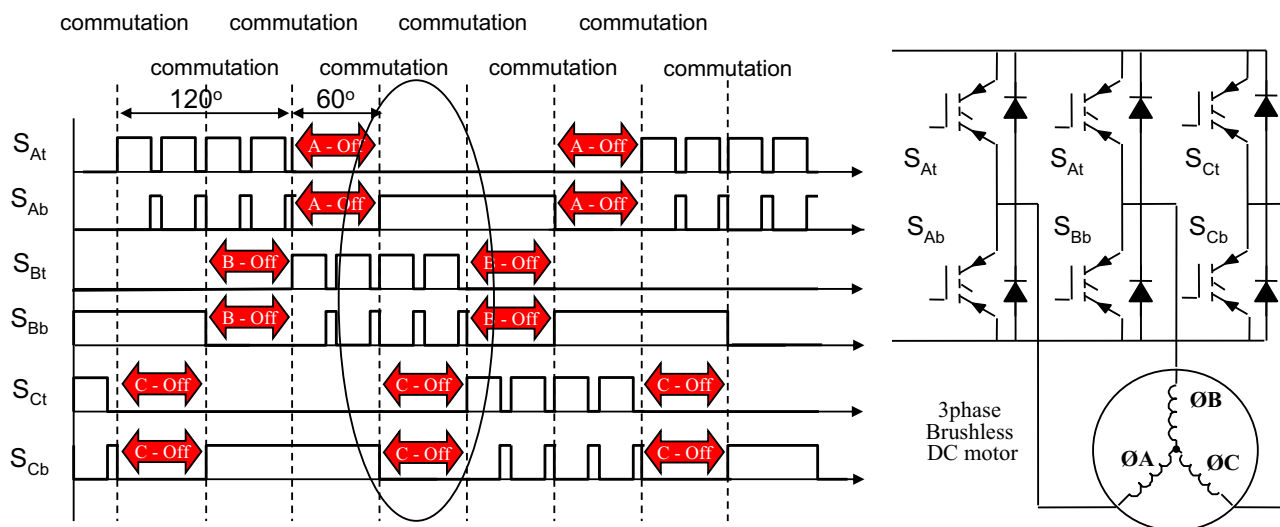 commutation commutation commutation commutation
commutation commutation commutation commutation
120° 60°
S_At A - Off A - Off
S_Ab A - Off A - Off
S_Bt B - Off B - Off
S_Bb B - Off B - Off
S_Ct C - Off C - Off C - Off
S_Cb C - Off C - Off C - Off
S_At S_At S_Ct
S_Ab S_Bb S_Cb
3phase
Brushless
DC motor
ØB
ØA ØC